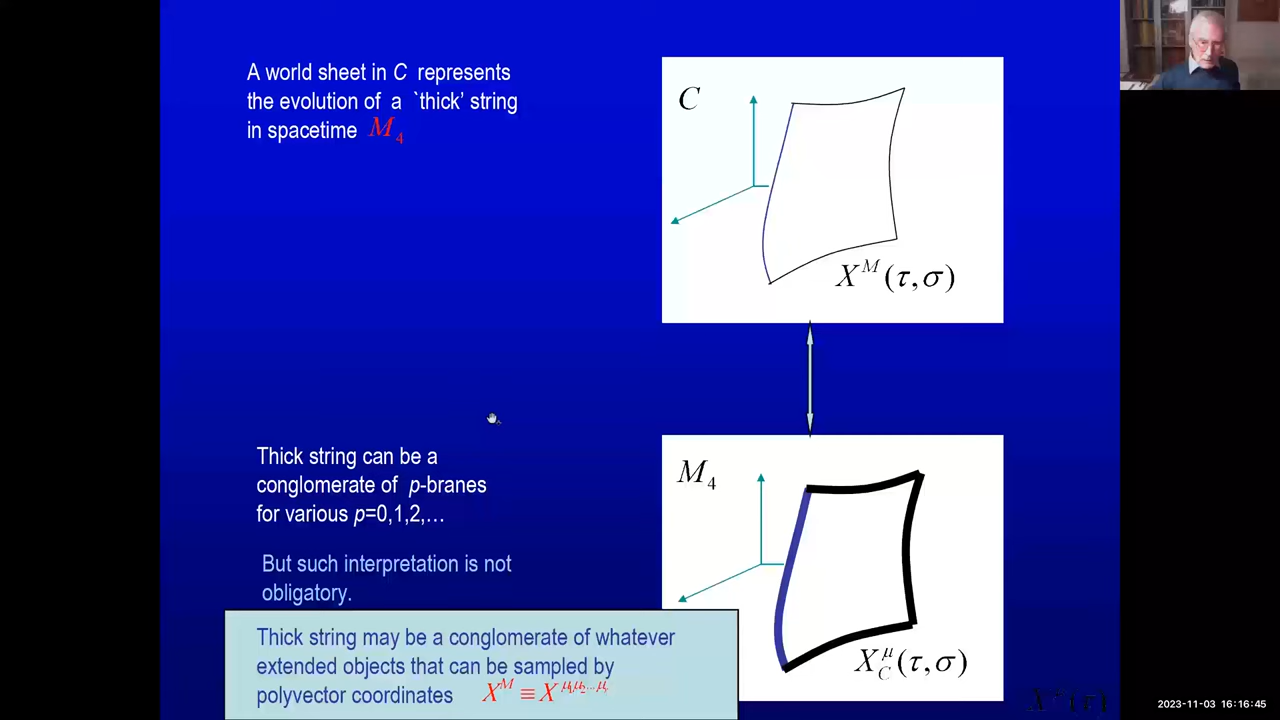 A world sheet in C represents
the evolution of a `thick' string
in spacetime M₄
C
Xᴹ(τ,σ)
M₄
X_C^μ(τ,σ)
Thick string can be a
conglomerate of p-branes
for various p=0,1,2,…
But such interpretation is not
obligatory.
Thick string may be a conglomerate of whatever
extended objects that can be sampled by
polyvector coordinates Xᴹ ≡ X^μ₁μ₂...μᵣ
2023-11-03 16:16:45